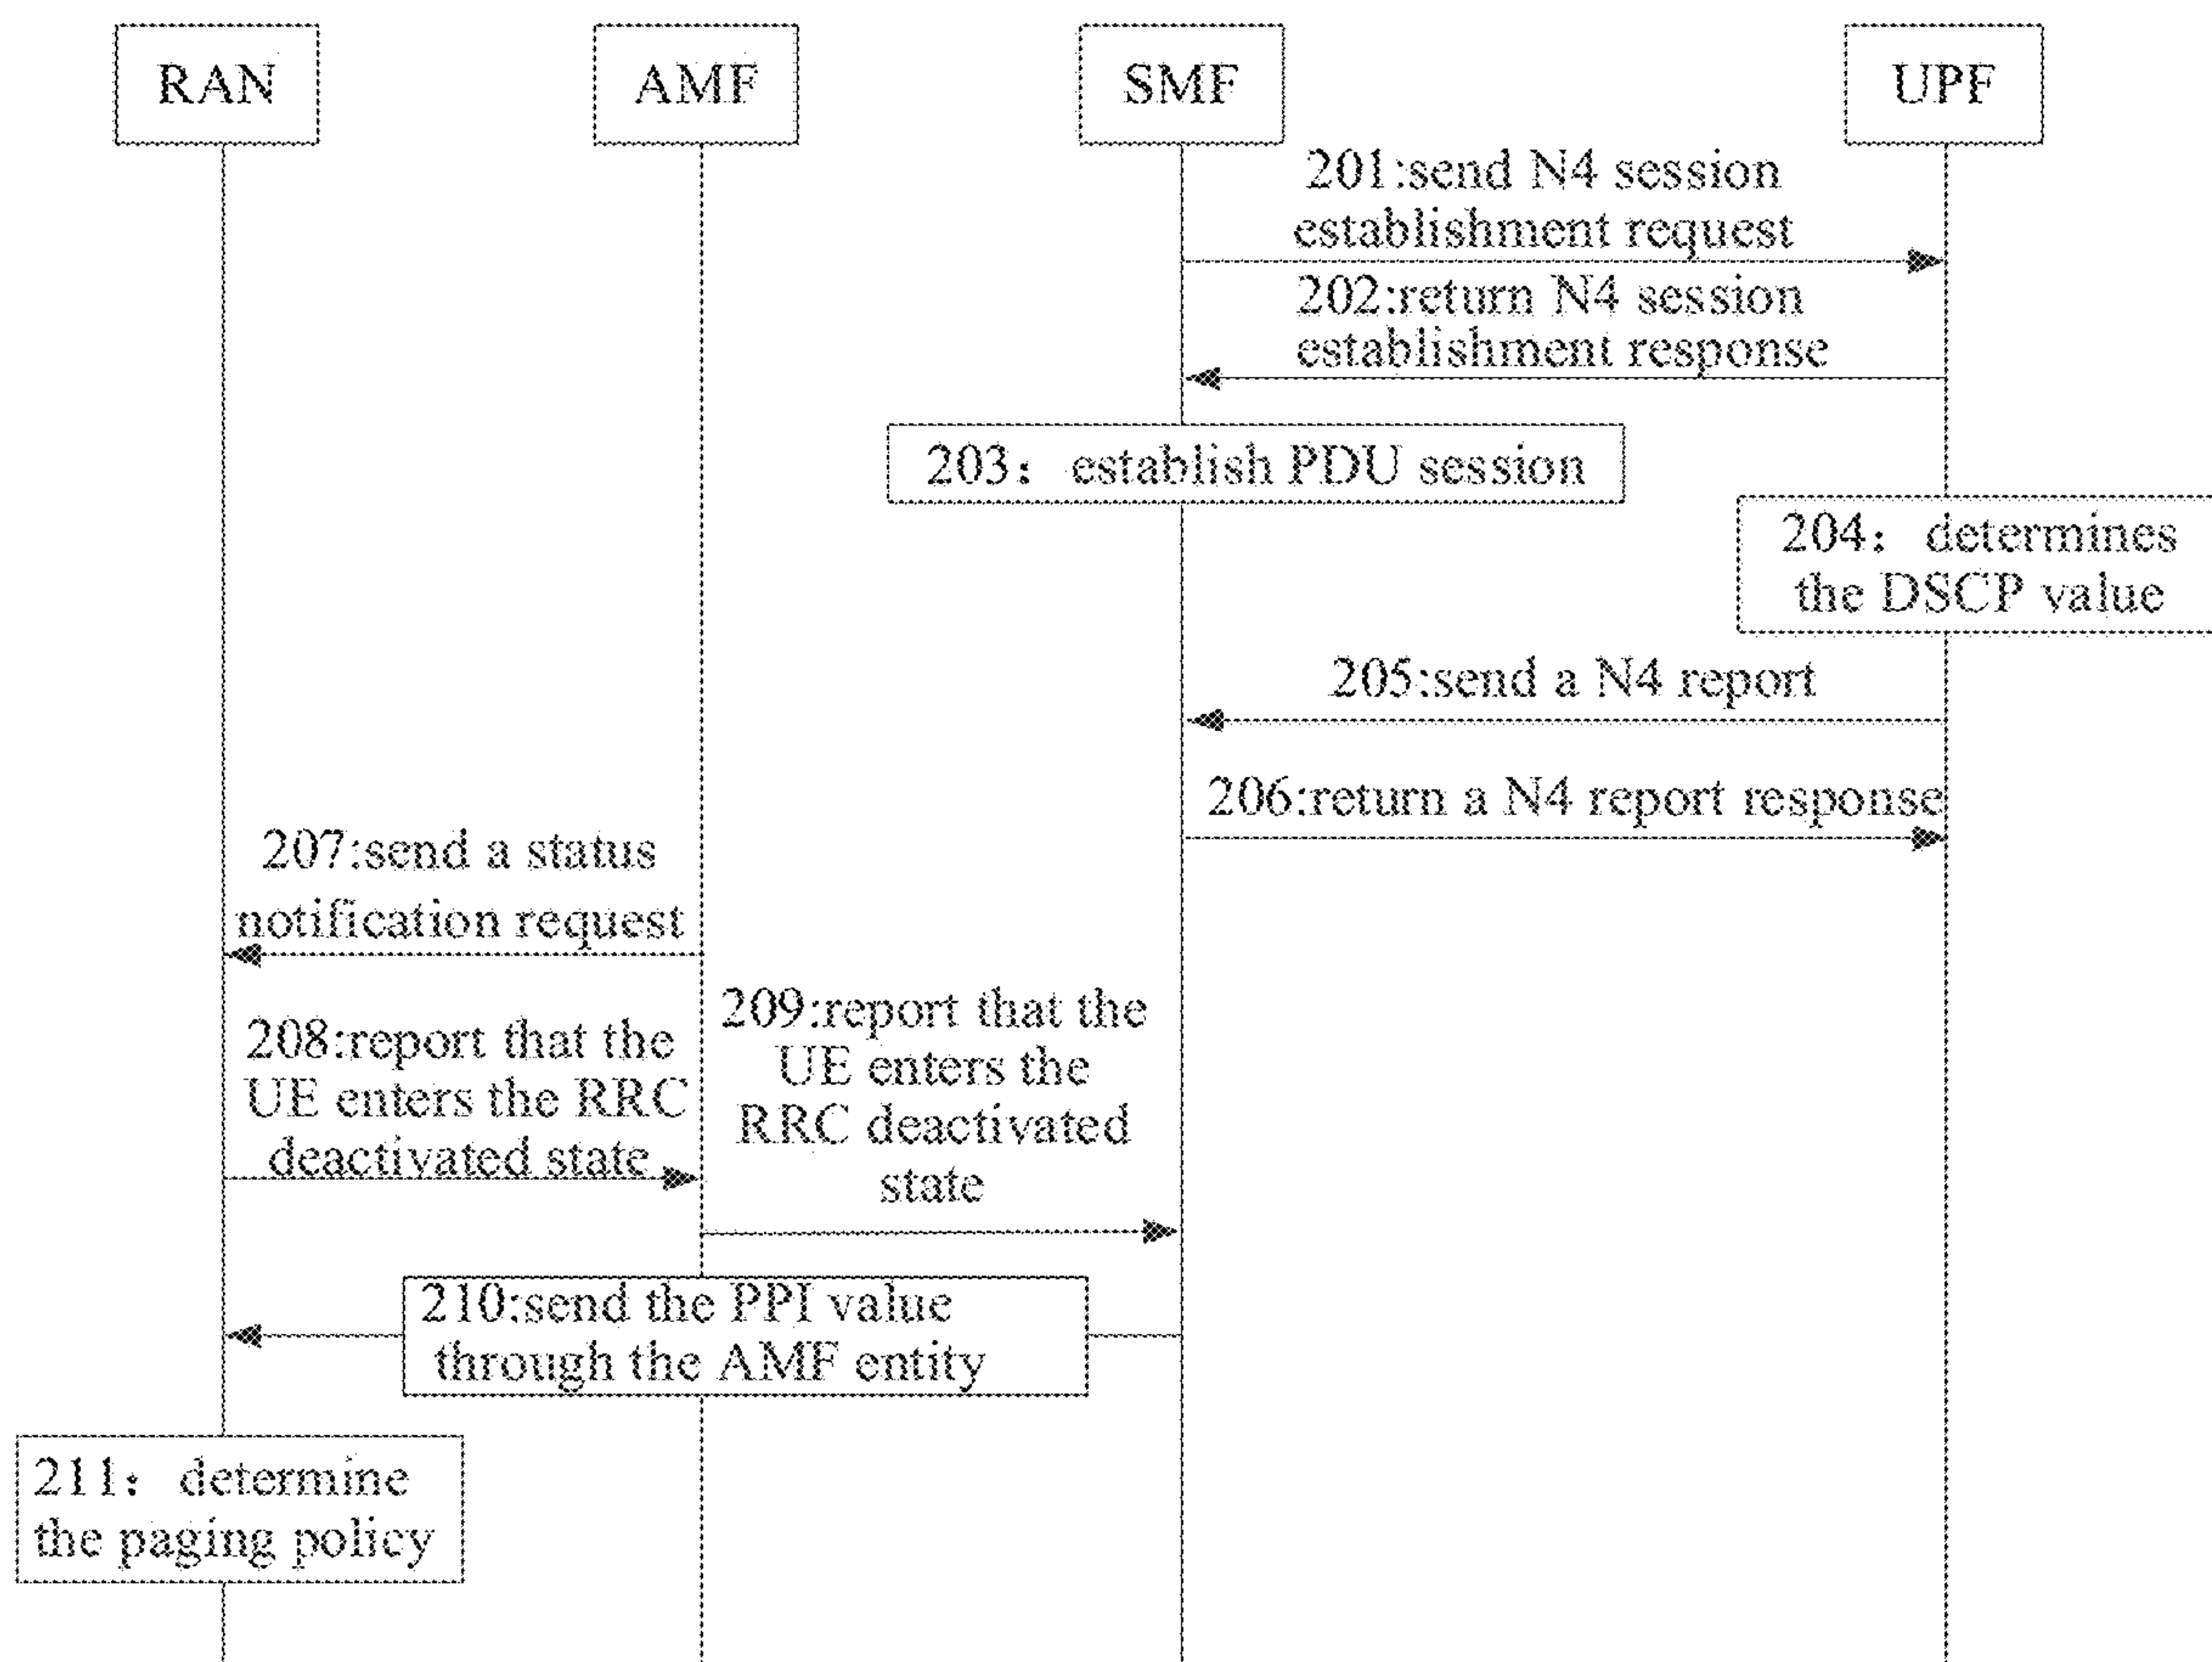 RAN
AMF
SMF
UPF
201:send N4 session
establishment request
202:return N4 session
establishment response
203： establish PDU session
204： determines
the DSCP value
205:send a N4 report
206:return a N4 report response
207:send a status
notification request
208:report that the
UE enters the RRC
deactivated state
209:report that the
UE enters the
RRC deactivated
state
210:send the PPI value
through the AMF entity
211： determine
the paging policy